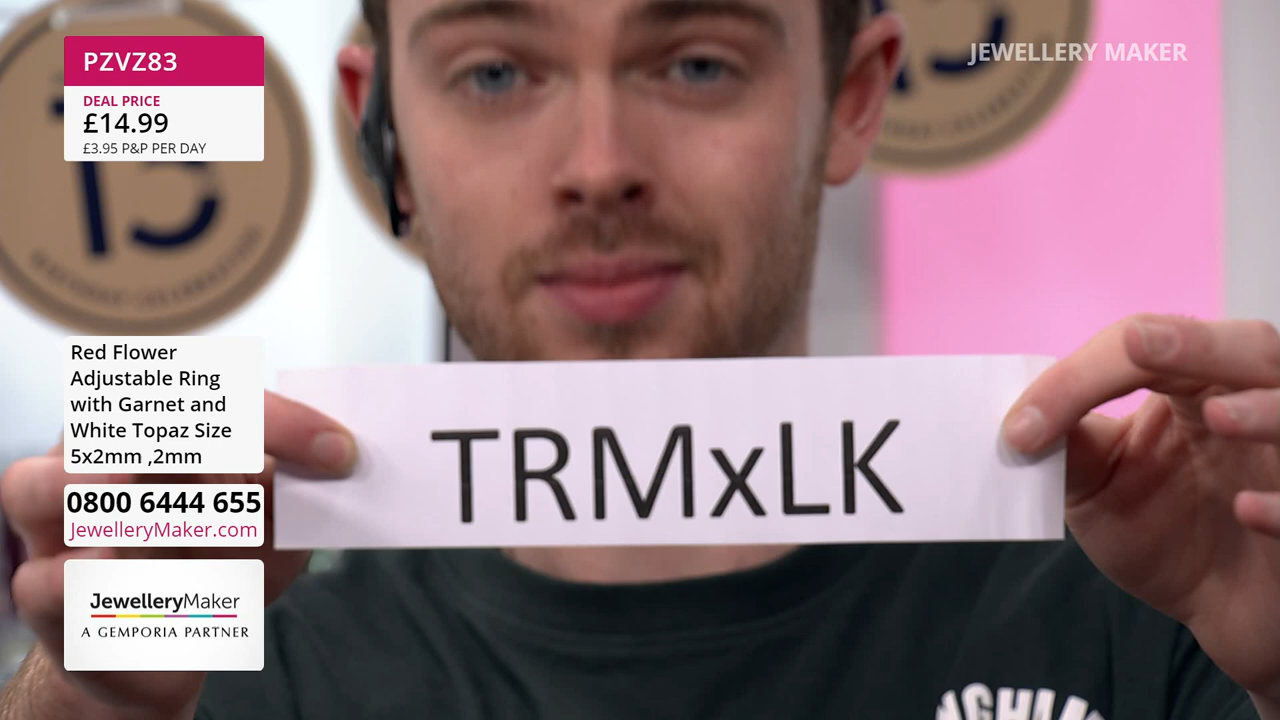 PZVZ83
DEAL PRICE
£14.99
£3.95 P&P PER DAY
JEWELLERY MAKER
15
Red Flower
Adjustable Ring
with Garnet and
White Topaz Size
5x2mm ,2mm
0800 6444 655
JewelleryMaker.com
JewelleryMaker
A GEMPORIA PARTNER
TRMxLK